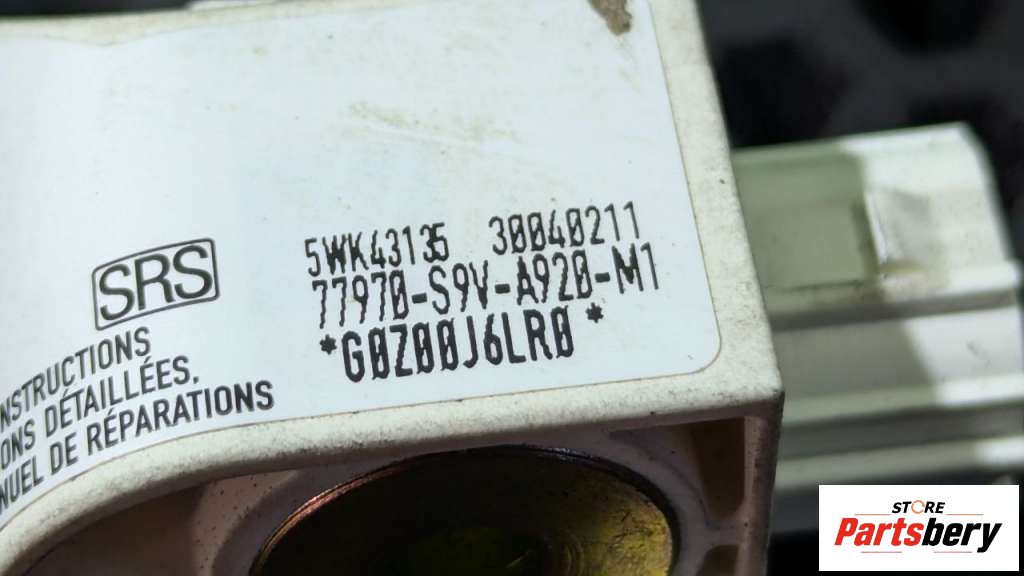 5WK43135 30040211
77970-S9V-A920-M1
*G0Z00J6LR0*
SRS
NSTRUCTIONS
ONS DÉTAILLÉES,
NUEL DE RÉPARATIONS
STORE
Partsbery